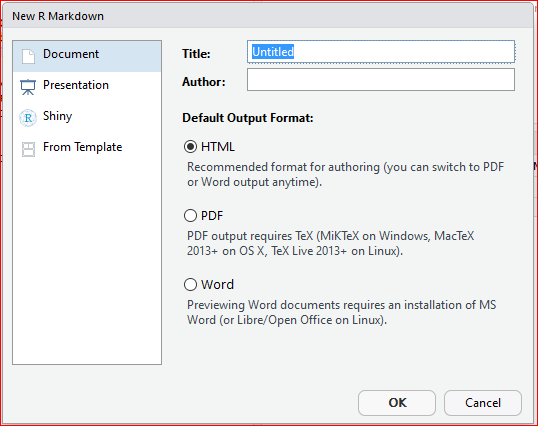 New R Markdown
Document
Presentation
R
Shiny
From Template
Title:
Untitled
Author:
Default Output Format:
HTML
Recommended format for authoring (you can switch to PDF
or Word output anytime).
PDF
PDF output requires TeX (MiKTeX on Windows, MacTeX
2013+ on OS X, TeX Live 2013+ on Linux).
Word
Previewing Word documents requires an installation of MS
Word (or Libre/Open Office on Linux).
OK
Cancel